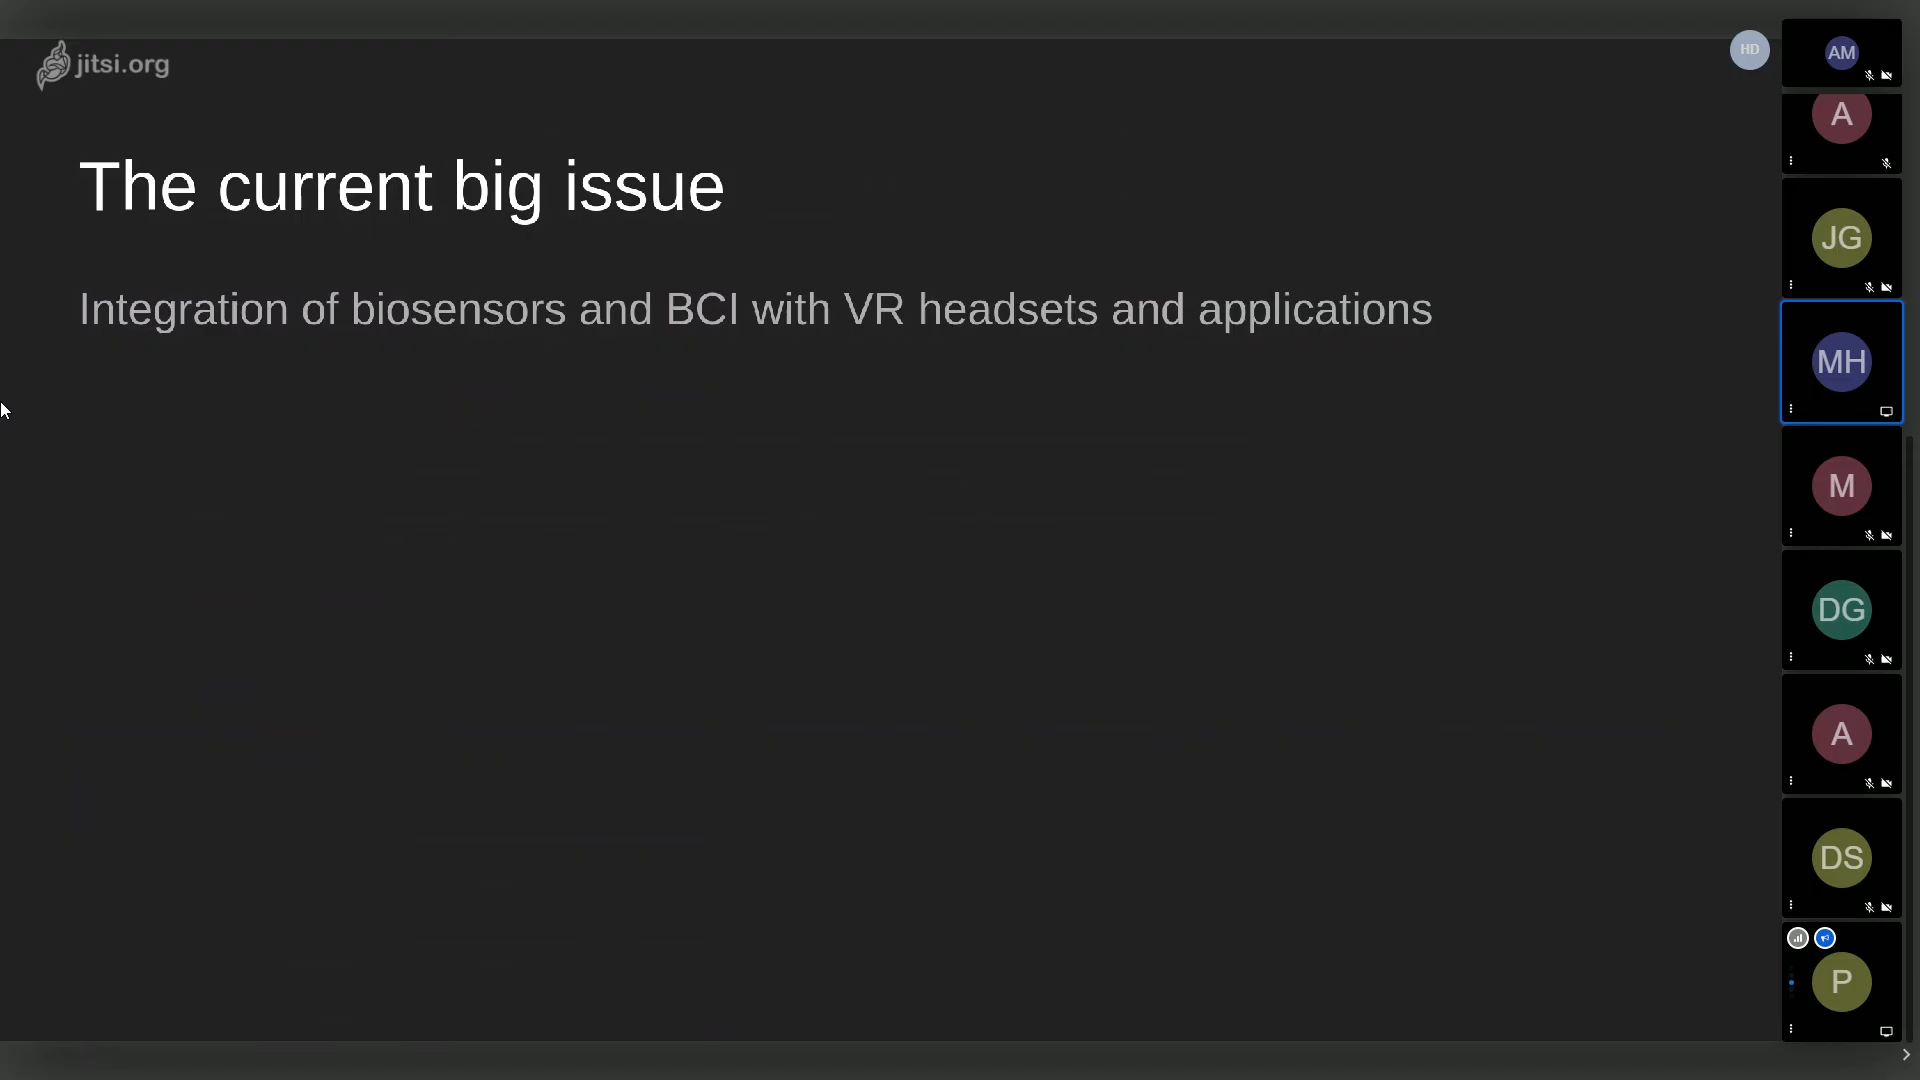 jitsi.org
HD
AM
A
The current big issue
JG
Integration of biosensors and BCI with VR headsets and applications
MH
M
DG
A
DS
P